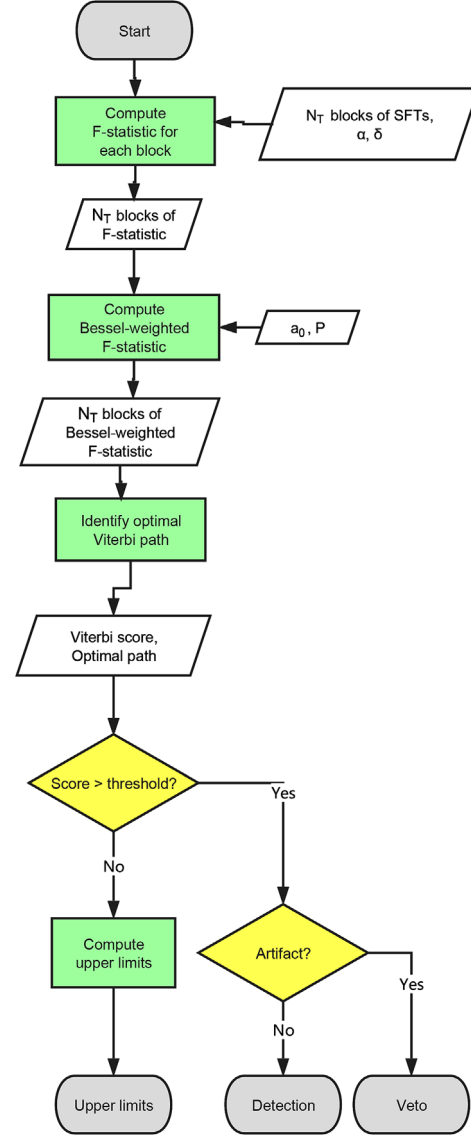 Start
Compute
F-statistic for
each block
N_T blocks of SFTs,
α, δ
N_T blocks of
F-statistic
Compute
Bessel-weighted
F-statistic
a_0, P
N_T blocks of
Bessel-weighted
F-statistic
Identify optimal
Viterbi path
Viterbi score,
Optimal path
Score > threshold?
Yes
No
Compute
upper limits
Artifact?
Yes
No
Upper limits
Detection
Veto